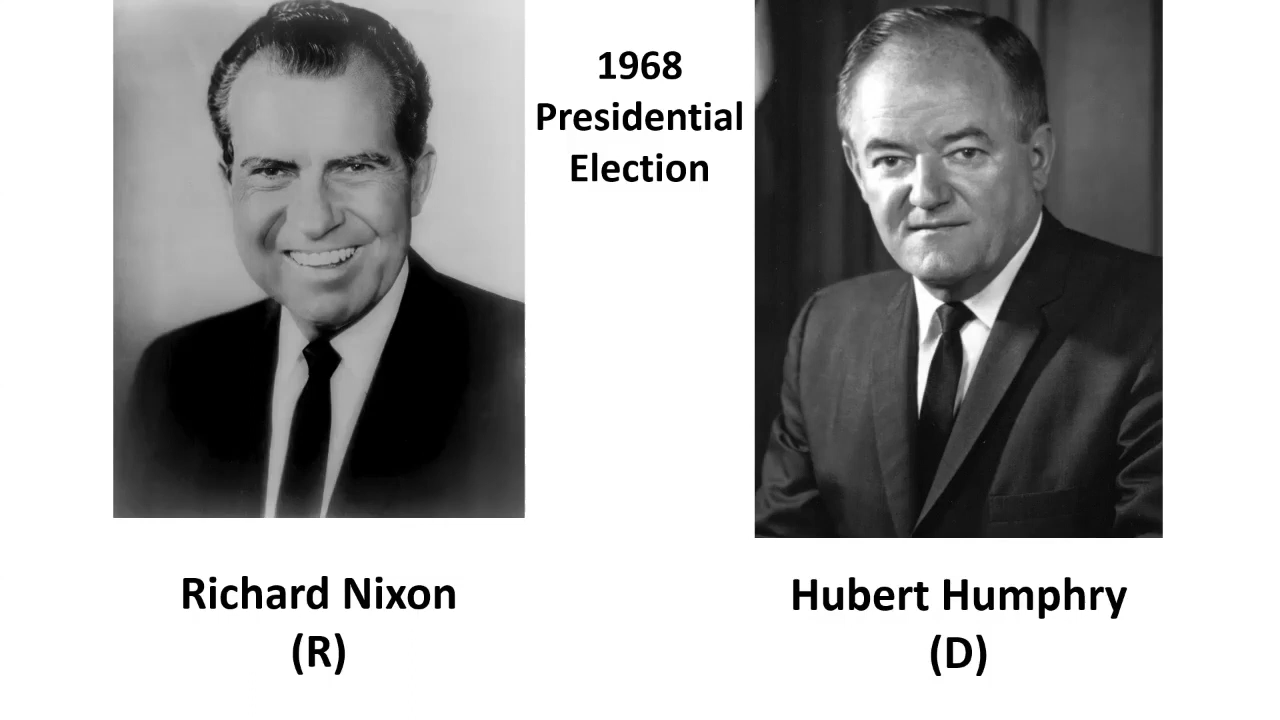 1968
Presidential
Election
Richard Nixon
(R)
Hubert Humphry
(D)